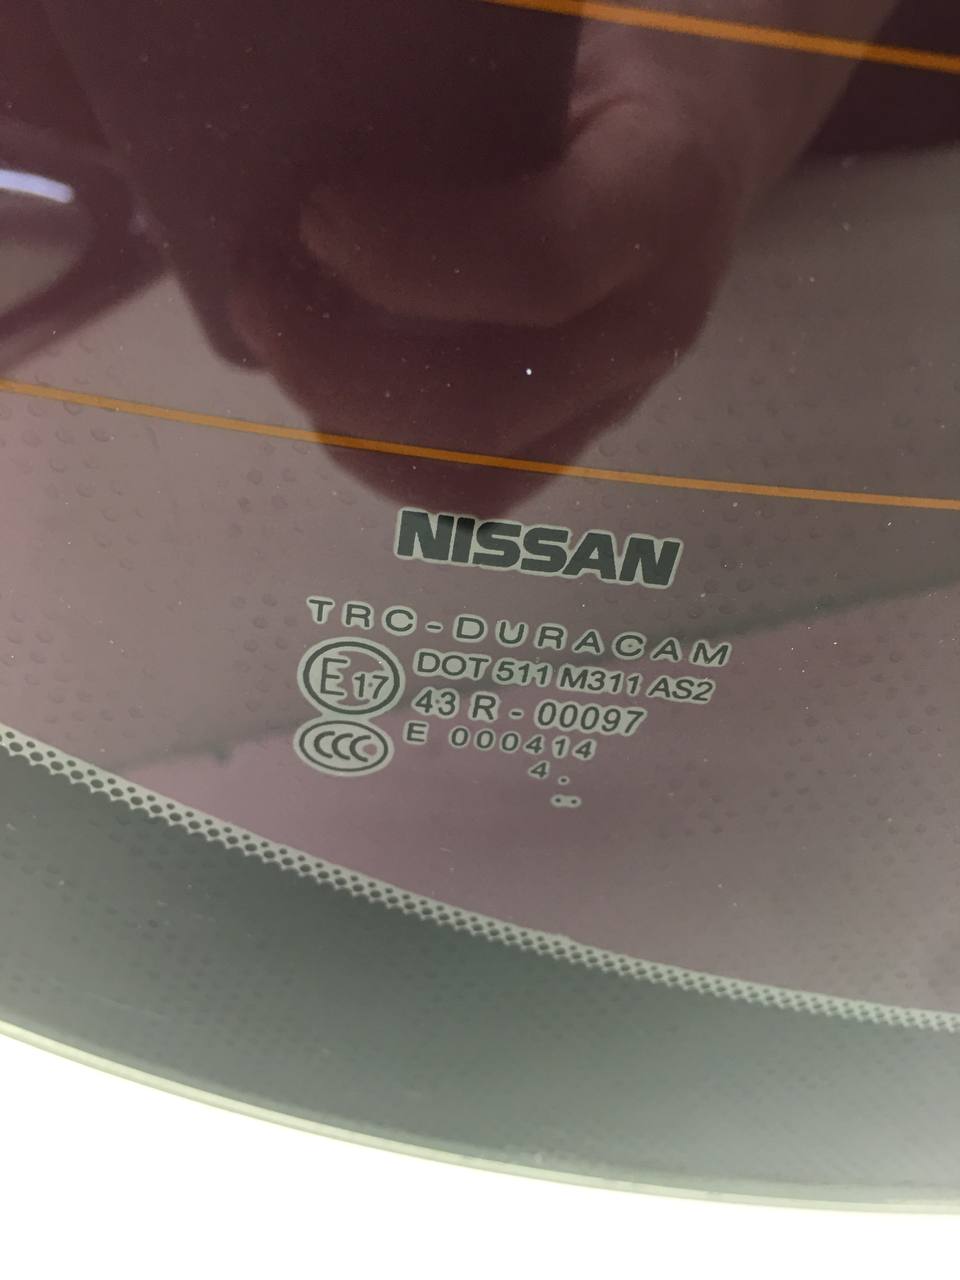 NISSAN
TRC-DURACAM
E17 DOT 511 M311 AS2
43 R - 00097
CCC E 000414
4 .
..